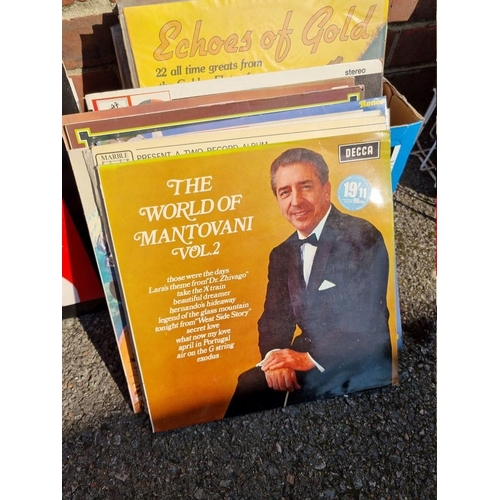 Echoes of Gold
22 all time greats from
stereo
MARBLE
PRESENT A TWO RECORD ALBUM
DECCA
19'11
THE
WORLD OF
MANTOVANI
VOL.2
those were the days
Lara's theme from "Dr. Zhivago"
take the 'A' train
beautiful dreamer
hernando's hideaway
legend of the glass mountain
tonight from "West Side Story"
secret love
what now my love
april in Portugal
air on the G string
exodus